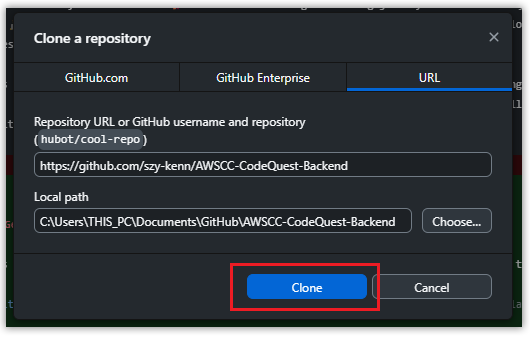 Clone a repository
GitHub.com
GitHub Enterprise
URL
Repository URL or GitHub username and repository
(hubot/cool-repo)
https://github.com/szy-kenn/AWSCC-CodeQuest-Backend
Local path
C:\Users\THIS_PC\Documents\GitHub\AWSCC-CodeQuest-Backend
Choose...
Clone
Cancel